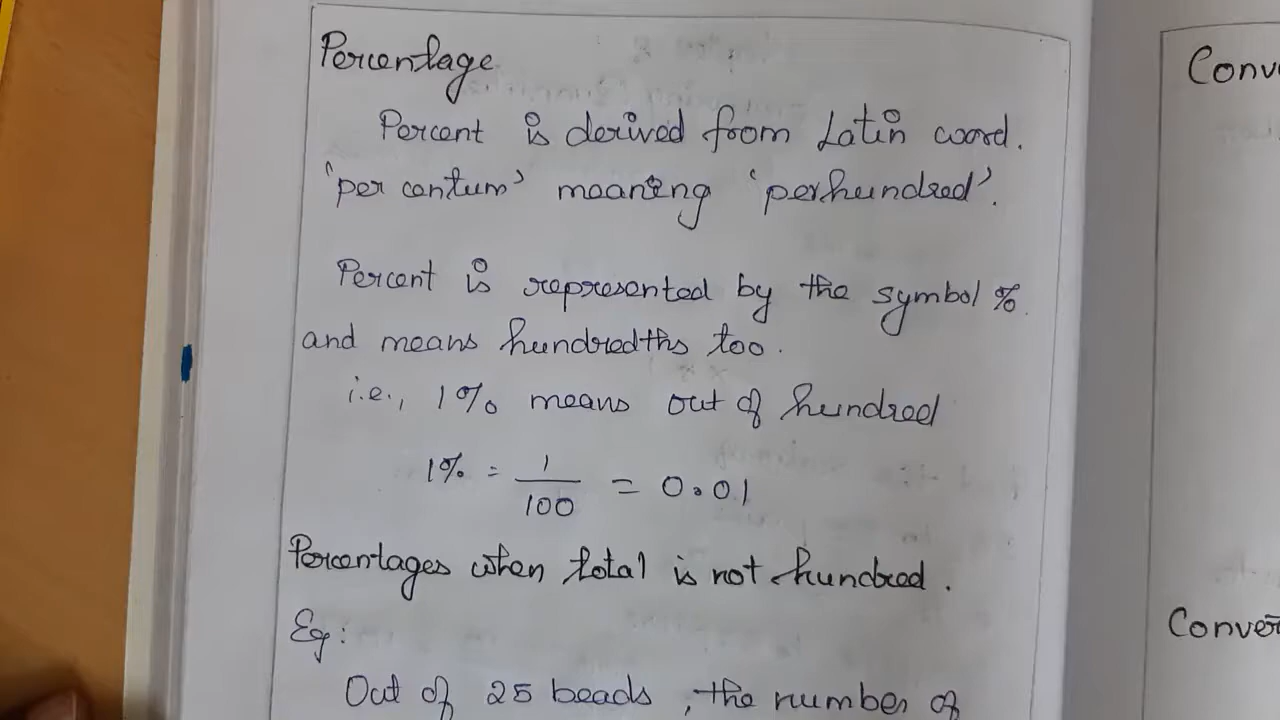 Percentage
Percent is derived from Latin word.
'per centum' meaning 'perhundred'.
Percent is represented by the symbol %.
and means hundredths too.
i.e., 1% means out of hundred
1% = 1/100 = 0.01
Percentages when total is not hundred.
Eg:
Out of 25 beads, the number of
Conve
Conver